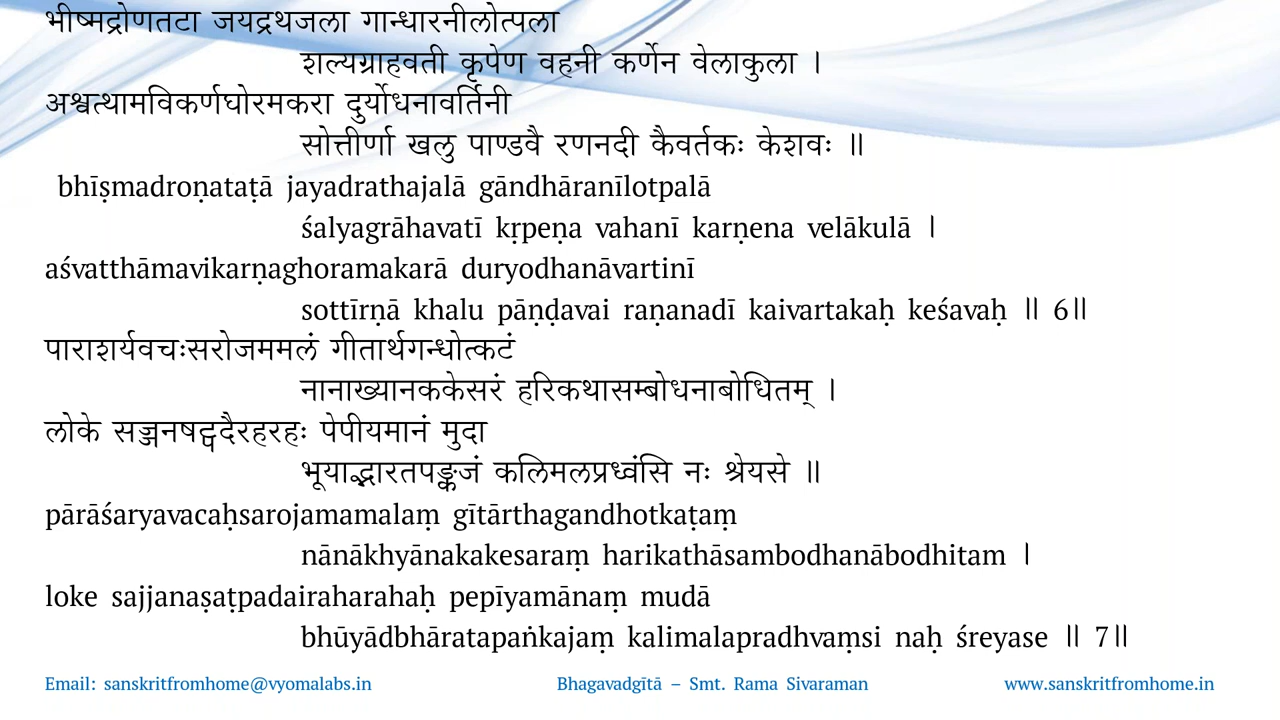 भीष्मद्रोणतटा जयद्रथजला गान्धारनीलोत्पला
शल्यग्राहवती कृपेण वहनी कर्णेन वेलाकुला ।
अश्वत्थामविकर्णघोरमकरा दुर्योधनावर्तिनी
सोत्तीर्णा खलु पाण्डवै रणनदी कैवर्तकः केशवः ॥
bhīṣmadroṇataṭā jayadrathajalā gāndhāranīlotpalā
śalyagrāhavatī kṛpeṇa vahanī karṇena velākulā ।
aśvatthāmavikarṇaghoramakarā duryodhanāvartinī
sottīrṇā khalu pāṇḍavai raṇanadī kaivartakaḥ keśavaḥ ॥ 6॥
पाराशर्यवचःसरोजममलं गीतार्थगन्धोत्कटं
नानाख्यानककेसरं हरिकथासम्बोधनाबोधितम् ।
लोके सज्जनषट्पदैरहरहः पेपीयमानं मुदा
भूयाद्भारतपङ्कजं कलिमलप्रध्वंसि नः श्रेयसे ॥
pārāśaryavacaḥsarojamamalaṃ gītārthagandhotkaṭaṃ
nānākhyānakakesaraṃ harikathāsambodhanābodhitam ।
loke sajjanaṣaṭpadairaharahaḥ pepīyamānaṃ mudā
bhūyādbhāratapaṅkajaṃ kalimalapradhvaṃsi naḥ śreyase ॥ 7॥
Email: sanskritfromhome@vyomalabs.in Bhagavadgītā – Smt. Rama Sivaraman www.sanskritfromhome.in